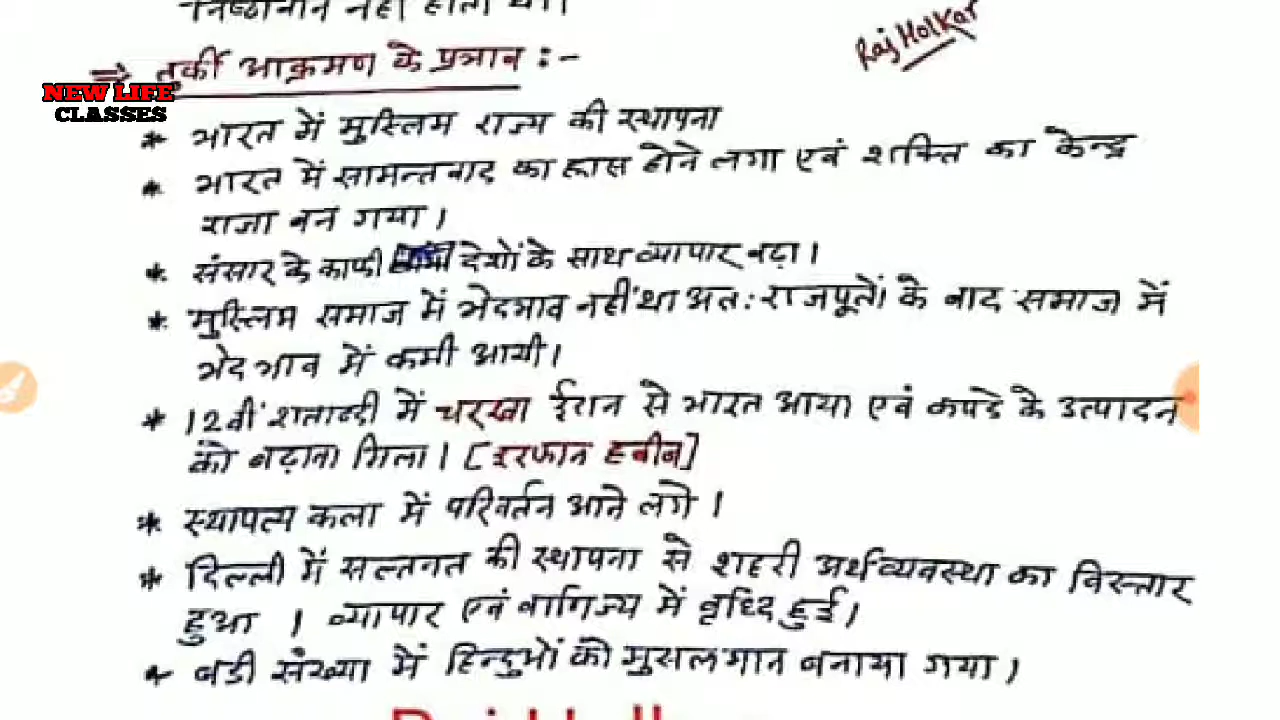 Raj Holkar
⇒ तुर्की आक्रमण के प्रभाव :-
NEW LIFE
CLASSES
* भारत में मुस्लिम राज्य की स्थापना
* भारत में सामन्तवाद का ह्रास होने लगा एवं शक्ति का केन्द्र
राजा बन गया।
* संसार के काफी देशों के साथ व्यापार बढ़ा।
* मुस्लिम समाज में भेदभाव नहीं था अतः राजपूतों के बाद समाज में
भेदभाव में कमी आयी।
* 12वीं शताब्दी में चरखा ईरान से भारत आया एवं कपडे के उत्पादन
को बढ़ावा मिला। [इरफान हबीब]
* स्थापत्य कला में परिवर्तन आने लगे।
* दिल्ली में सल्तनत की स्थापना से शहरी अर्थव्यवस्था का विस्तार
हुआ । व्यापार एवं वाणिज्य में वृध्दि हुई।
* बडी संख्या में हिन्दुओं को मुसलमान बनाया गया।